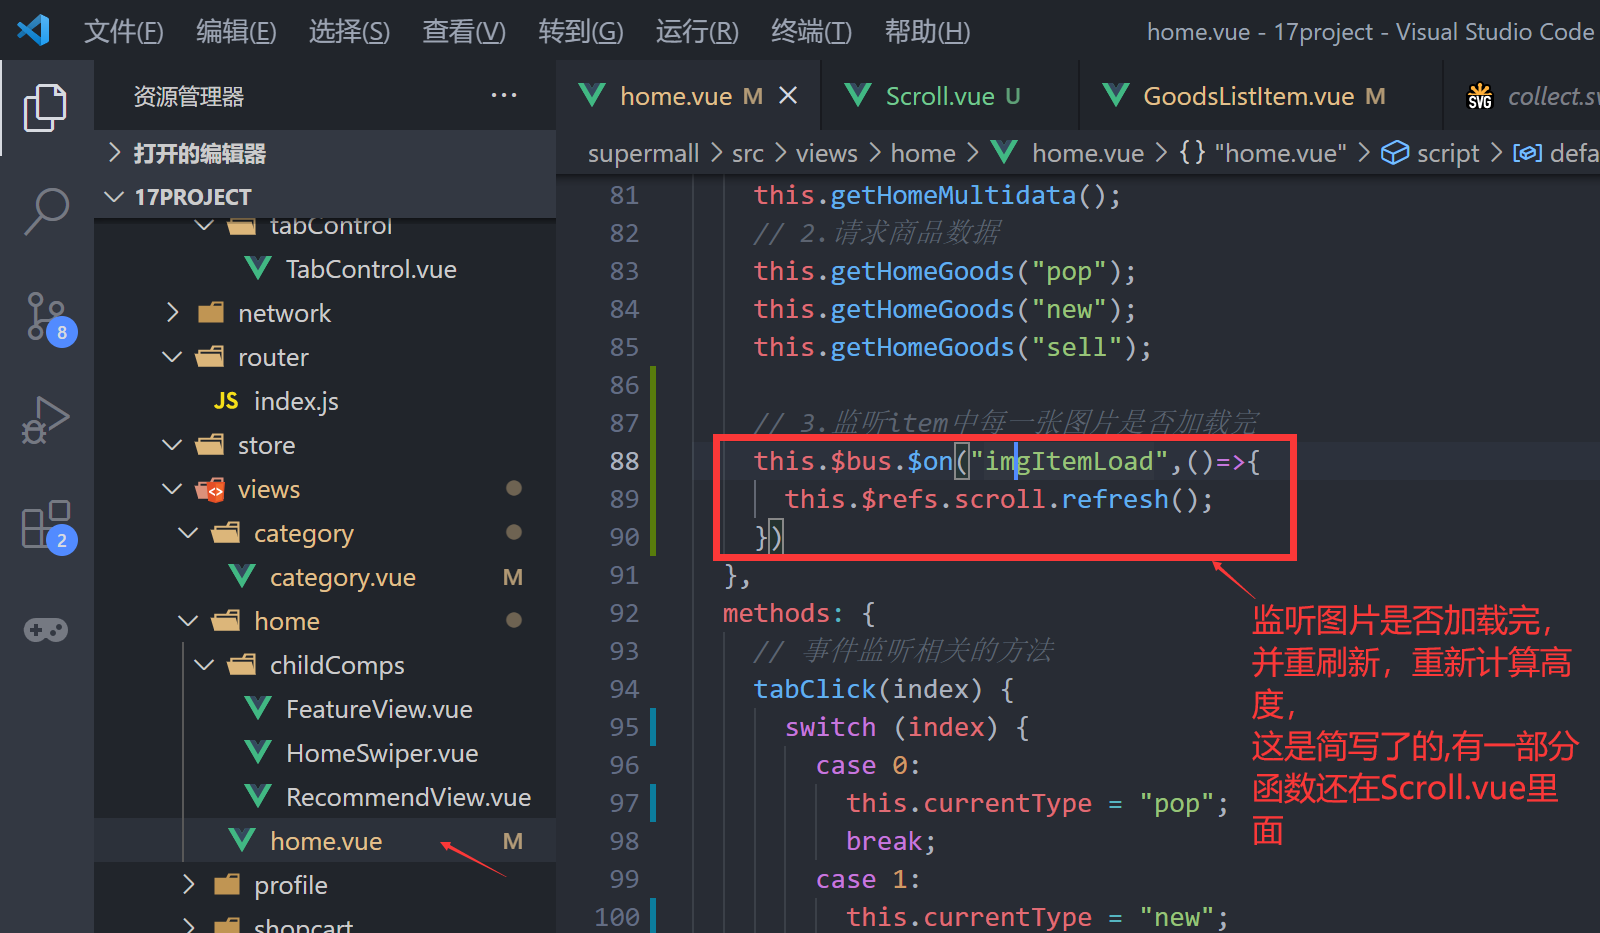 文件(F) 编辑(E) 选择(S) 查看(V) 转到(G) 运行(R) 终端(T) 帮助(H) home.vue - 17project - Visual Studio Code
资源管理器 ···
打开的编辑器
17PROJECT
tabControl
TabControl.vue
network
router
JS index.js
store
views
category
category.vue M
home
childComps
FeatureView.vue
HomeSwiper.vue
RecommendView.vue
home.vue M
profile
shopcart
8
2
home.vue M Scroll.vue U GoodsListItem.vue M SVG collect.sv
supermall > src > views > home > home.vue > {} "home.vue" > script > defa
81 this.getHomeMultidata();
82 // 2.请求商品数据
83 this.getHomeGoods("pop");
84 this.getHomeGoods("new");
85 this.getHomeGoods("sell");
86
87 // 3.监听item中每一张图片是否加载完
88 this.$bus.$on("imgItemLoad",()=>{
89 this.$refs.scroll.refresh();
90 })
91 },
92 methods: {
93 // 事件监听相关的方法
94 tabClick(index) {
95 switch (index) {
96 case 0:
97 this.currentType = "pop";
98 break;
99 case 1:
100 this.currentType = "new";
监听图片是否加载完,
并重刷新，重新计算高
度，
这是简写了的,有一部分
函数还在Scroll.vue里
面